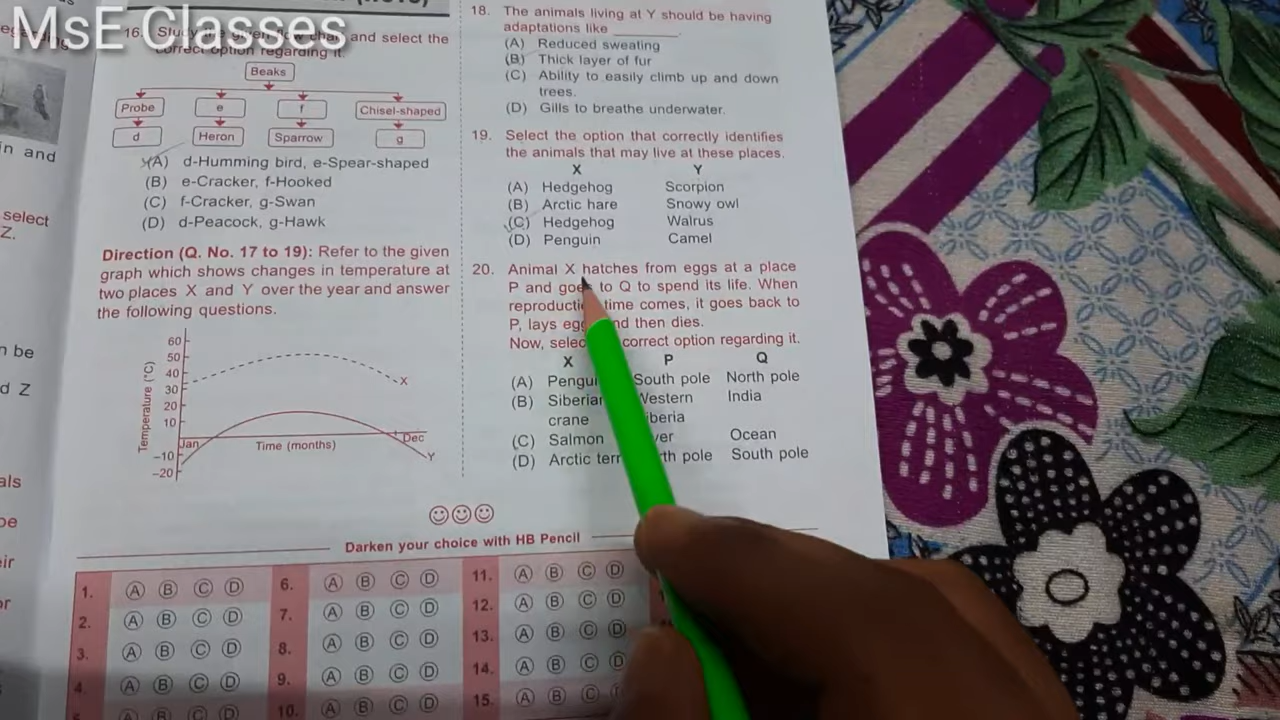 MsE Classes
16. Study the given flow chart and select the
correct option regarding it.
Beaks
Probe e f Chisel-shaped
d Heron Sparrow g
(A) d-Humming bird, e-Spear-shaped
(B) e-Cracker, f-Hooked
(C) f-Cracker, g-Swan
(D) d-Peacock, g-Hawk
Direction (Q. No. 17 to 19): Refer to the given
graph which shows changes in temperature at
two places X and Y over the year and answer
the following questions.
Temperature (°C)
60
50
40
30
20
10
-10
-20
X
Jan
Time (months)
Dec
Y
18. The animals living at Y should be having
adaptations like ________.
(A) Reduced sweating
(B) Thick layer of fur
(C) Ability to easily climb up and down
trees.
(D) Gills to breathe underwater.
19. Select the option that correctly identifies
the animals that may live at these places.
X Y
(A) Hedgehog Scorpion
(B) Arctic hare Snowy owl
(C) Hedgehog Walrus
(D) Penguin Camel
20. Animal X hatches from eggs at a place
P and goes to Q to spend its life. When
time comes, it goes back to
P, lays and then dies.
Now, correct option regarding it.
X P Q
(A) South pole North pole
(B) India
crane
(C) Salmon Ocean
(D) Arctic pole South pole
Darken your choice with HB Pencil
1. A B C D 6. A B C D 11. A B C D
2. A B C D 7. A B C D 12. A B C D
3. A B C D 8. A B C D 13. A B C D
4. A B C D 9. A B C D 14. A B C D
A B C D 10. A B C D 15. A B C
in and
select
Z.
n be
d Z
als